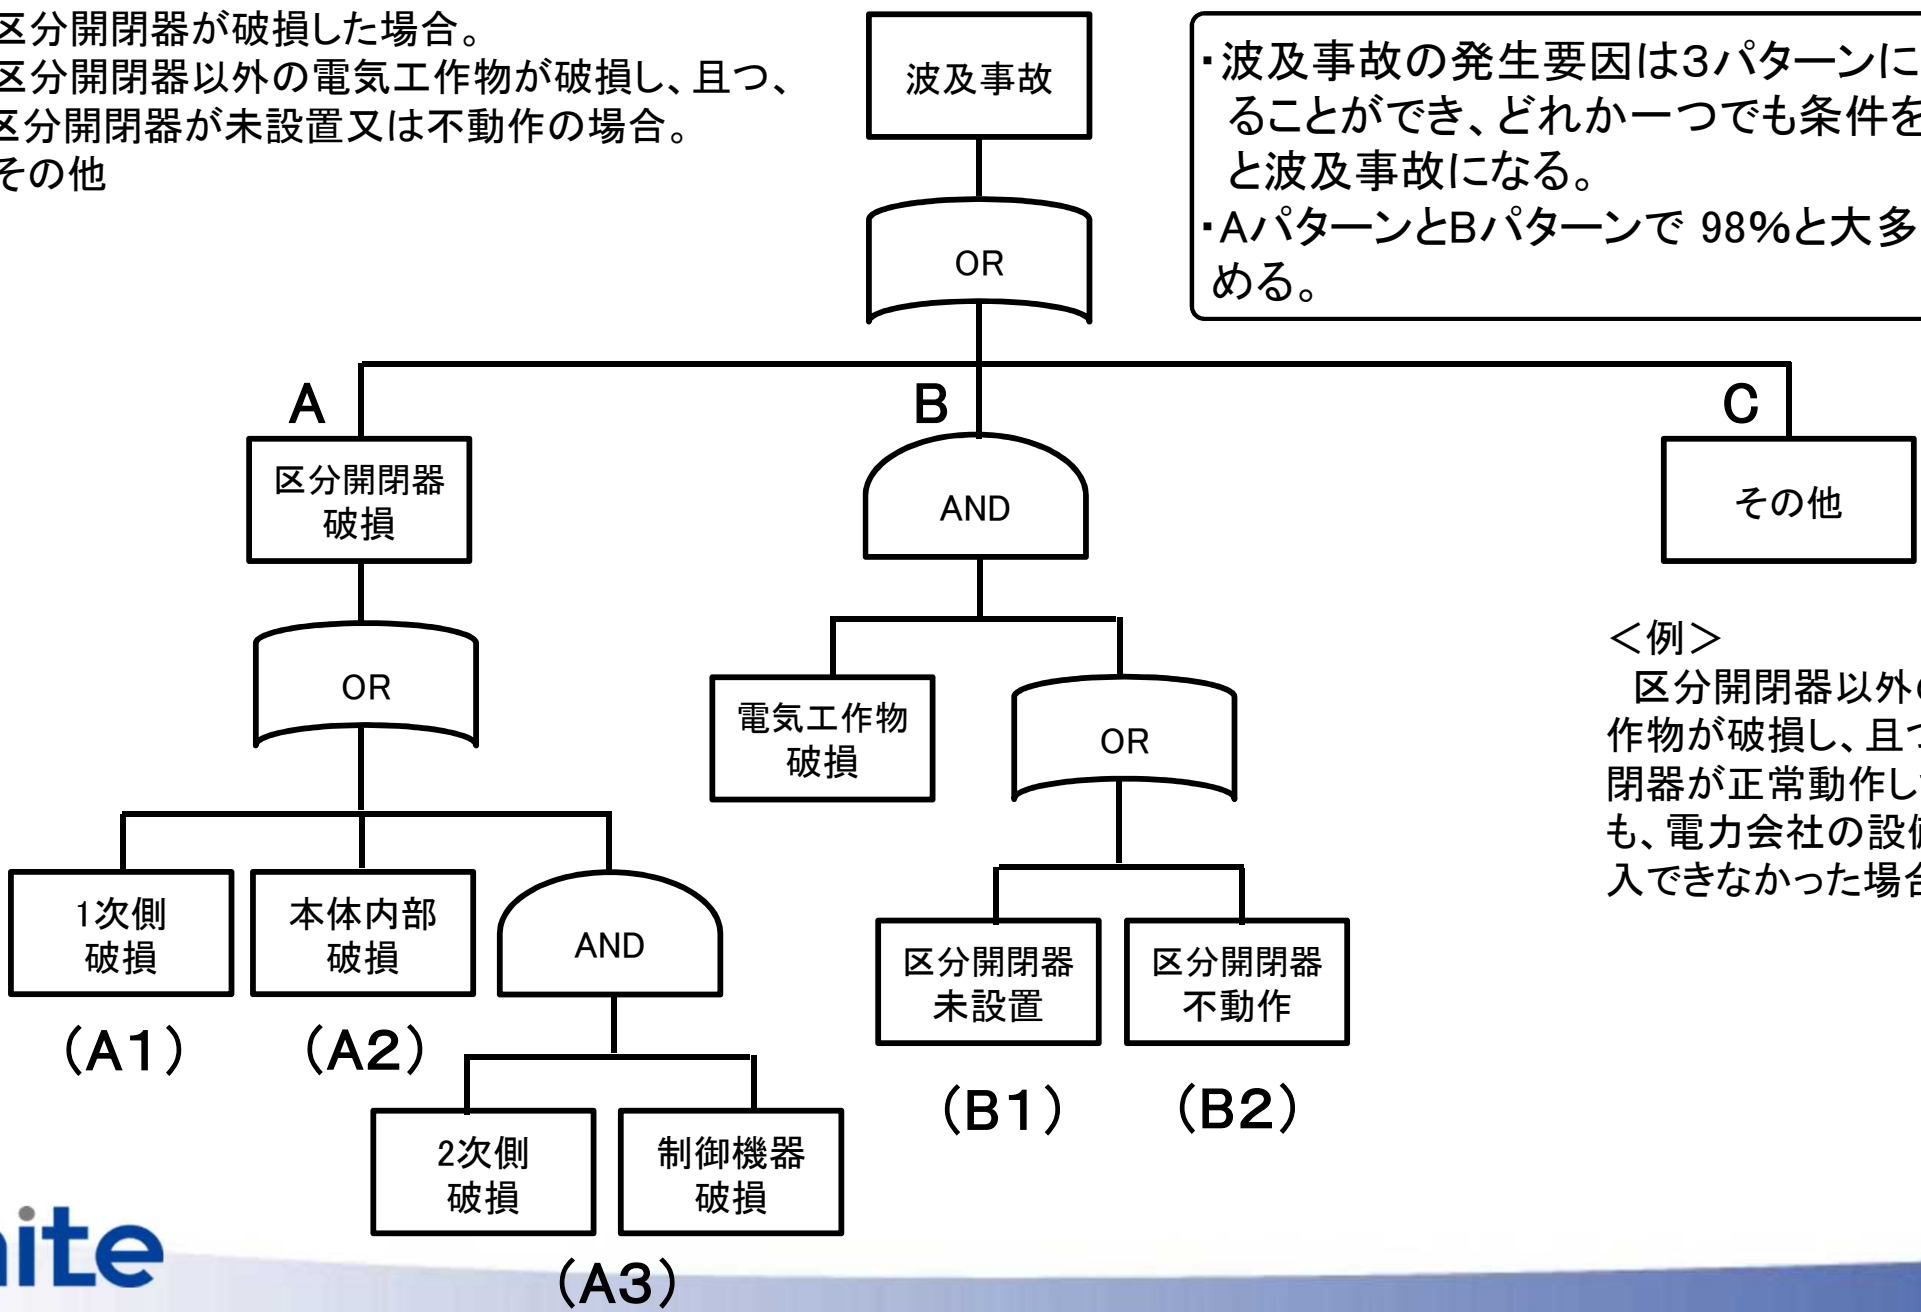 区分開閉器が破損した場合。
区分開閉器以外の電気工作物が破損し、且つ、
区分開閉器が未設置又は不動作の場合。
その他
波及事故
・波及事故の発生要因は3パターンに
ることができ、どれか一つでも条件を
と波及事故になる。
・AパターンとBパターンで 98%と大多
める。
OR
A
B
C
区分開閉器
破損
AND
その他
OR
電気工作物
破損
OR
<例>
区分開閉器以外の
作物が破損し、且つ
閉器が正常動作し
も、電力会社の設備
入できなかった場合
1次側
破損
本体内部
破損
AND
区分開閉器
未設置
区分開閉器
不動作
(A1)
(A2)
(B1)
(B2)
2次側
破損
制御機器
破損
(A3)
nite